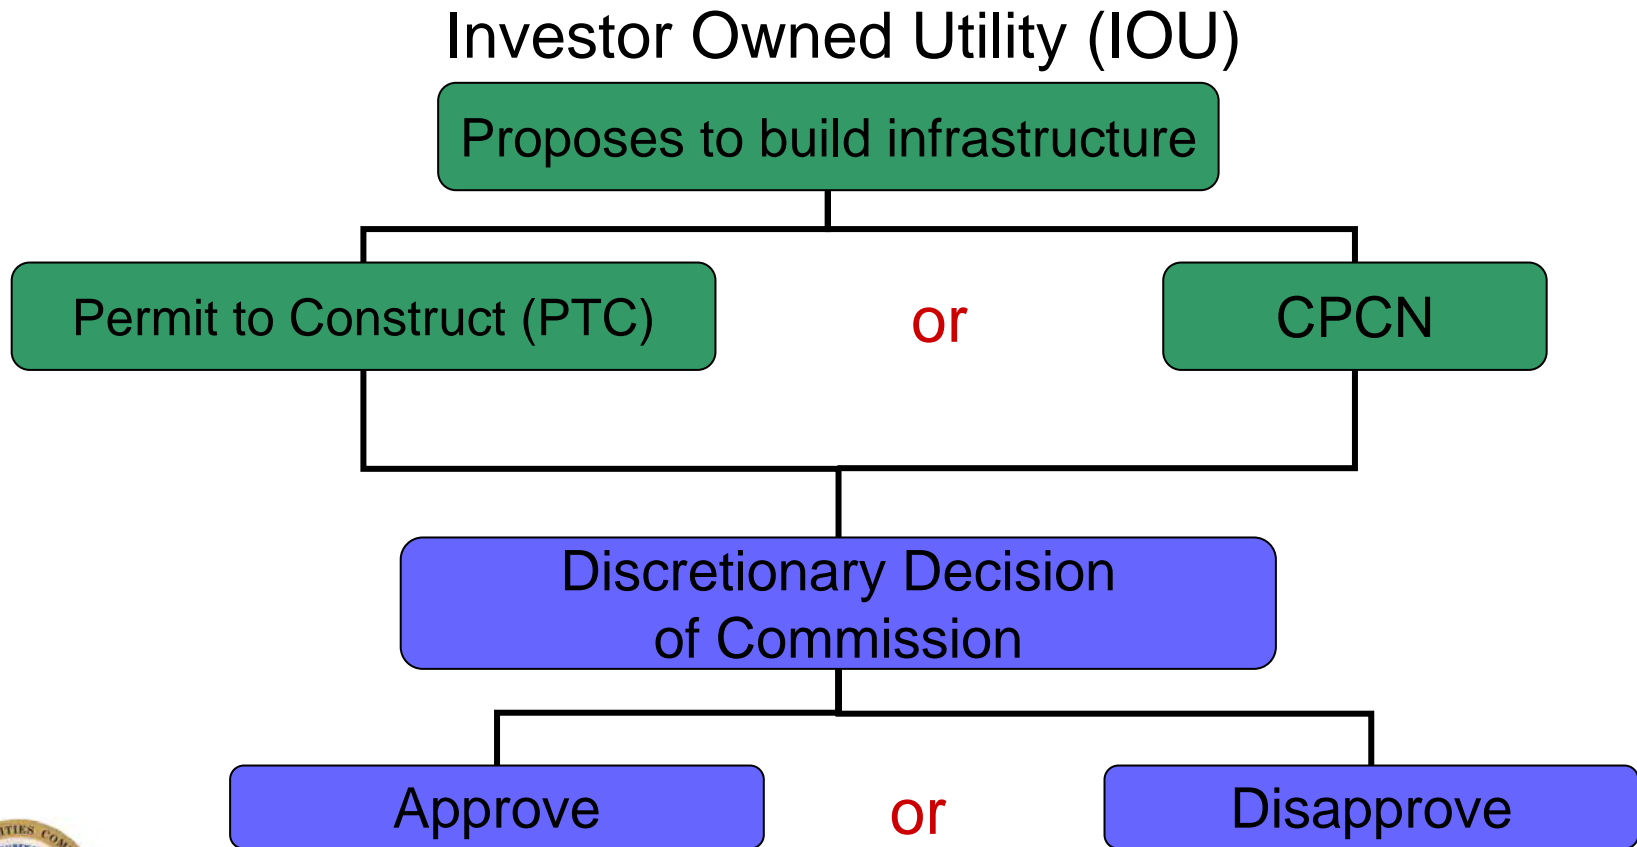 Investor Owned Utility (IOU)
Proposes to build infrastructure
Permit to Construct (PTC)
or
CPCN
Discretionary Decision
of Commission
Approve
or
Disapprove